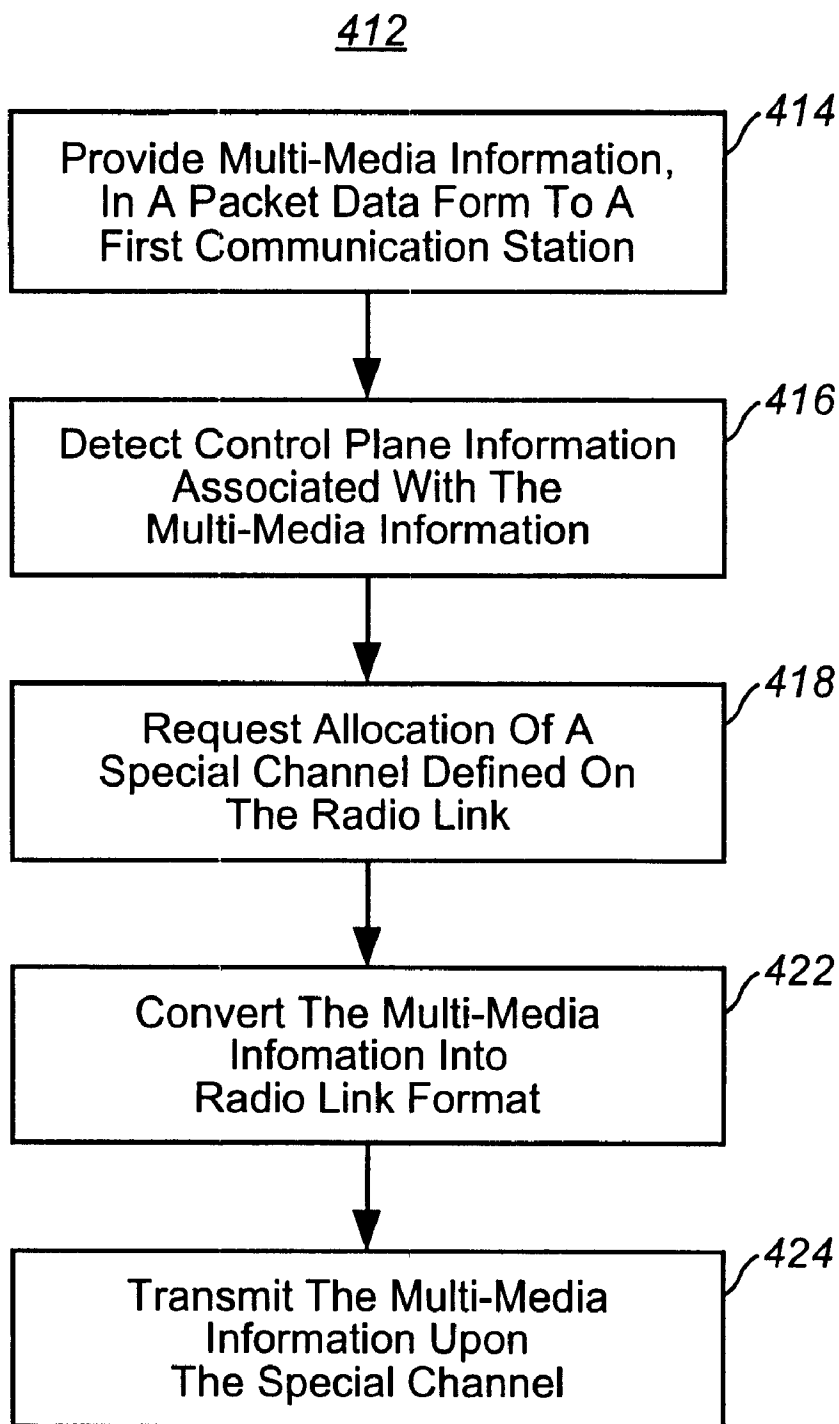 412
414
Provide Multi-Media Information,
In A Packet Data Form To A
First Communication Station
416
Detect Control Plane Information
Associated With The
Multi-Media Information
418
Request Allocation Of A
Special Channel Defined On
The Radio Link
422
Convert The Multi-Media
Infomation Into
Radio Link Format
424
Transmit The Multi-Media
Information Upon
The Special Channel